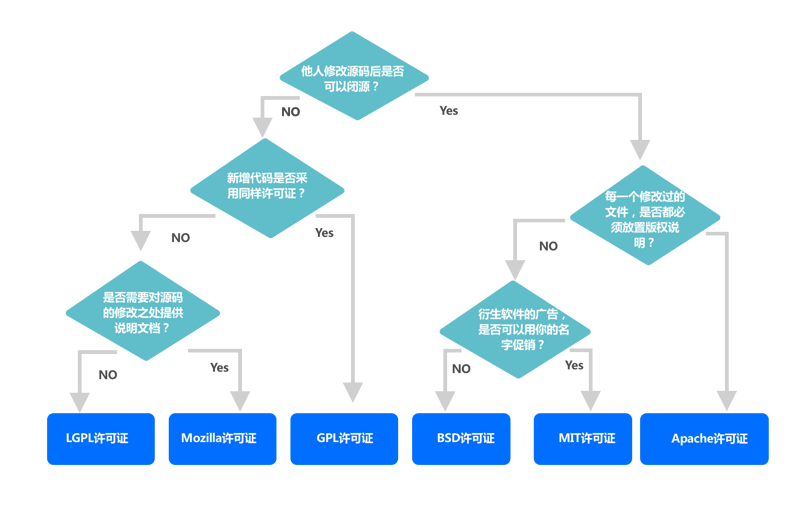 他人修改源码后是否
可以闭源？
NO
Yes
新增代码是否采
用同样许可证？
每一个修改过的
文件，是否都必
须放置版权说
明？
NO
Yes
NO
是否需要对源码
的修改之处提供
说明文档？
衍生软件的广告，
是否可以用你的名
字促销？
NO
Yes
NO
Yes
LGPL许可证
Mozilla许可证
GPL许可证
BSD许可证
MIT许可证
Apache许可证